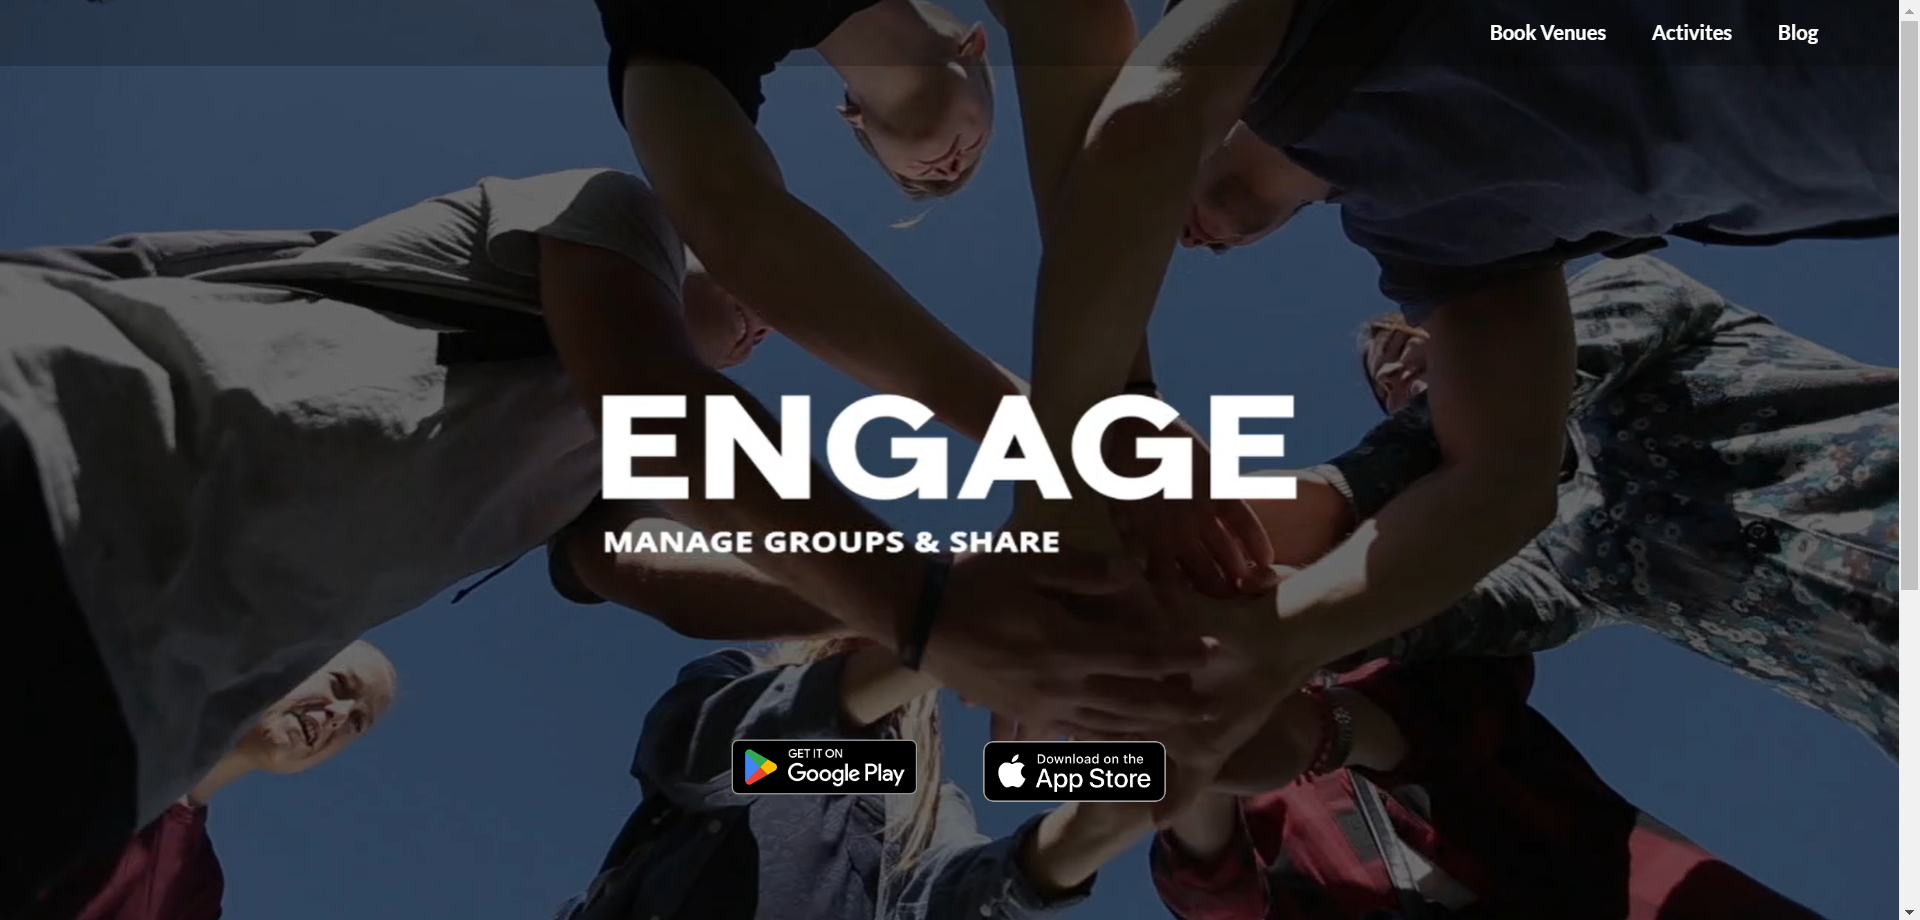 Book Venues Activites Blog
ENGAGE
MANAGE GROUPS & SHARE
GET IT ON
Google Play
Download on the
App Store